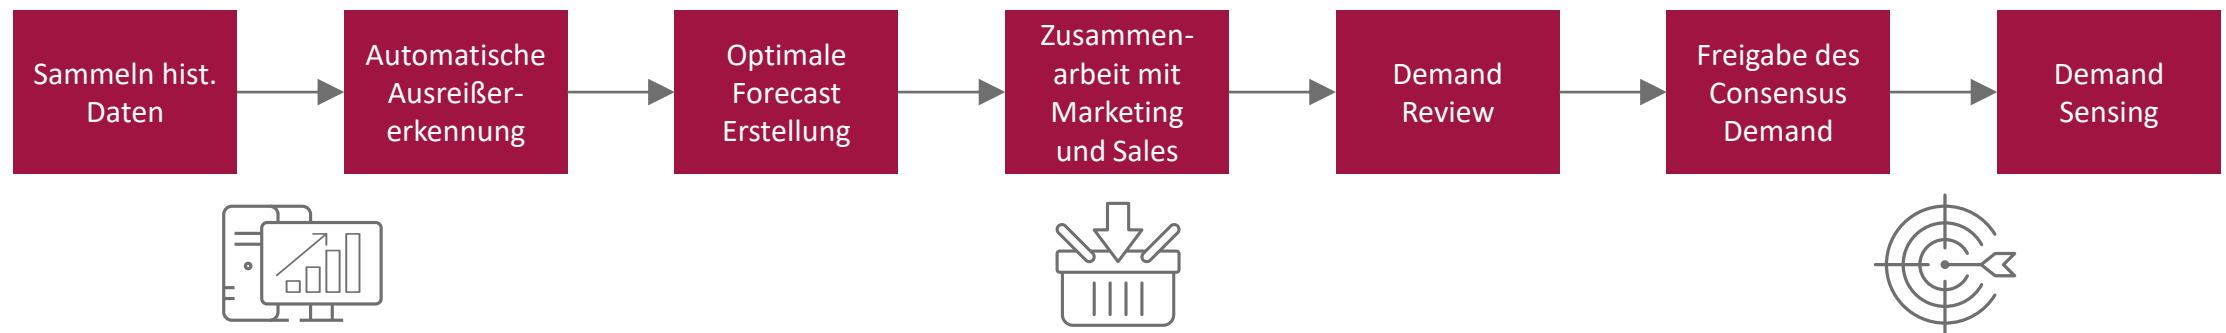 Sammeln hist.
Daten
Automatische
Ausreißer-
erkennung
Optimale
Forecast
Erstellung
Zusammen-
arbeit mit
Marketing
und Sales
Demand
Review
Freigabe des
Consensus
Demand
Demand
Sensing